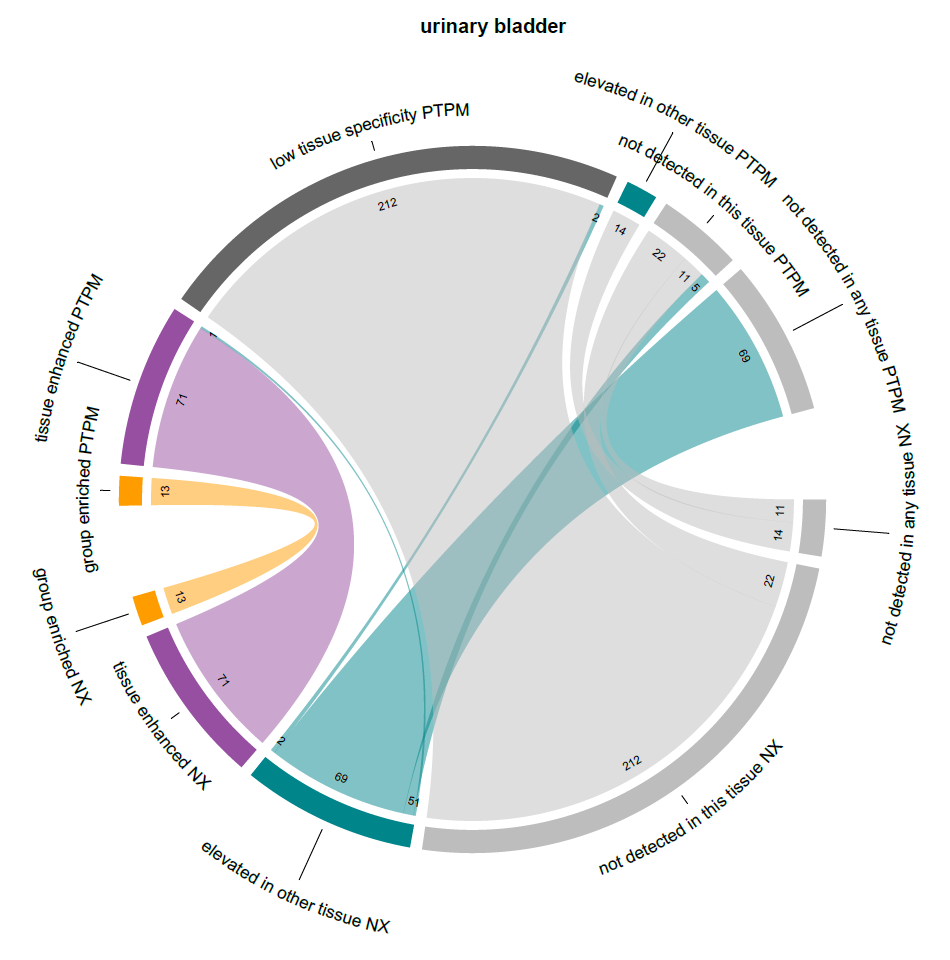 urinary bladder
elevated in other tissue PTPM
low tissue specificity PTPM
not detected in this tissue PTPM
not detected in any tissue PTPM
212
2
14
22
11
5
69
tissue enhanced PTPM
1
71
group enriched PTPM
13
11
14
not detected in any tissue NX
group enriched NX
13
22
tissue enhanced NX
71
2
69
51
212
not detected in this tissue NX
elevated in other tissue NX